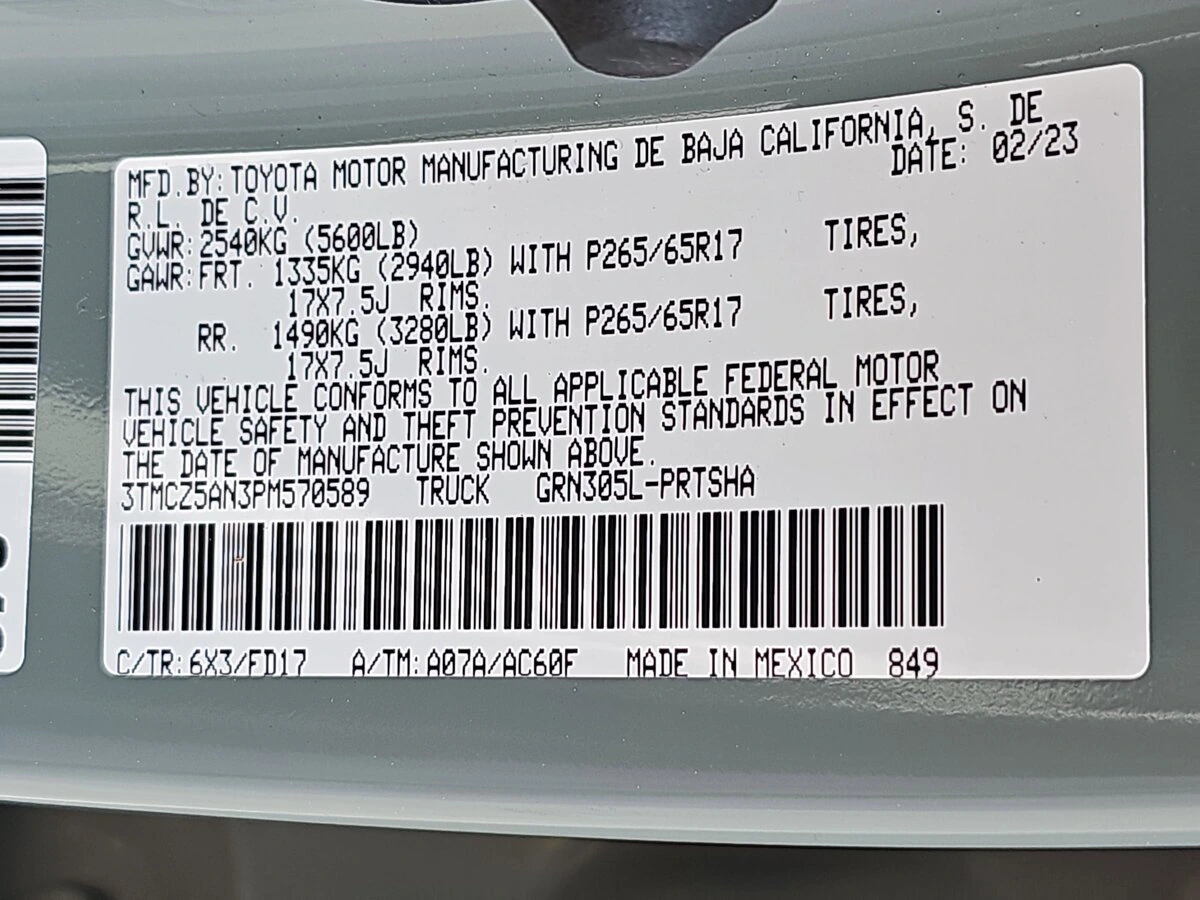 MFD.BY:TOYOTA MOTOR MANUFACTURING DE BAJA CALIFORNIA, S. DE
R.L. DE C.V. DATE: 02/23
GVWR:2540KG (5600LB)
GAWR:FRT. 1335KG (2940LB) WITH P265/65R17 TIRES,
17X7.5J RIMS.
RR. 1490KG (3280LB) WITH P265/65R17 TIRES,
17X7.5J RIMS.
THIS VEHICLE CONFORMS TO ALL APPLICABLE FEDERAL MOTOR
VEHICLE SAFETY AND THEFT PREVENTION STANDARDS IN EFFECT ON
THE DATE OF MANUFACTURE SHOWN ABOVE.
3TMCZ5AN3PM570589 TRUCK GRN305L-PRTSHA
C/TR:6X3/FD17 A/TM:A07A/AC60F MADE IN MEXICO 849